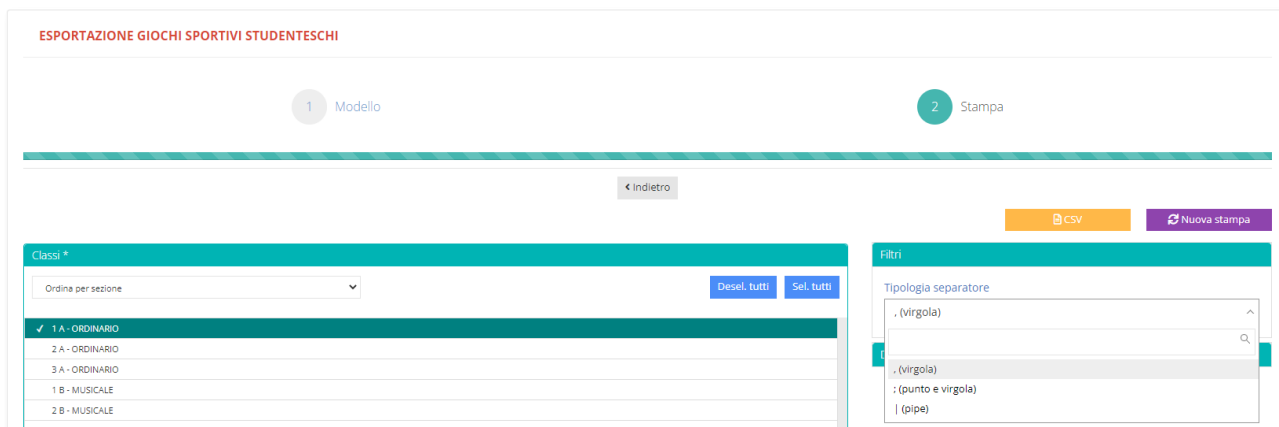 ESPORTAZIONE GIOCHI SPORTIVI STUDENTESCHI
1 Modello
2 Stampa
Indietro
CSV
Nuova stampa
Classi *
Ordina per sezione
Desel. tutti
Sel. tutti
1 A - ORDINARIO
2 A - ORDINARIO
3 A - ORDINARIO
1 B - MUSICALE
2 B - MUSICALE
Filtri
Tipologia separatore
, (virgola)
, (virgola)
; (punto e virgola)
| (pipe)